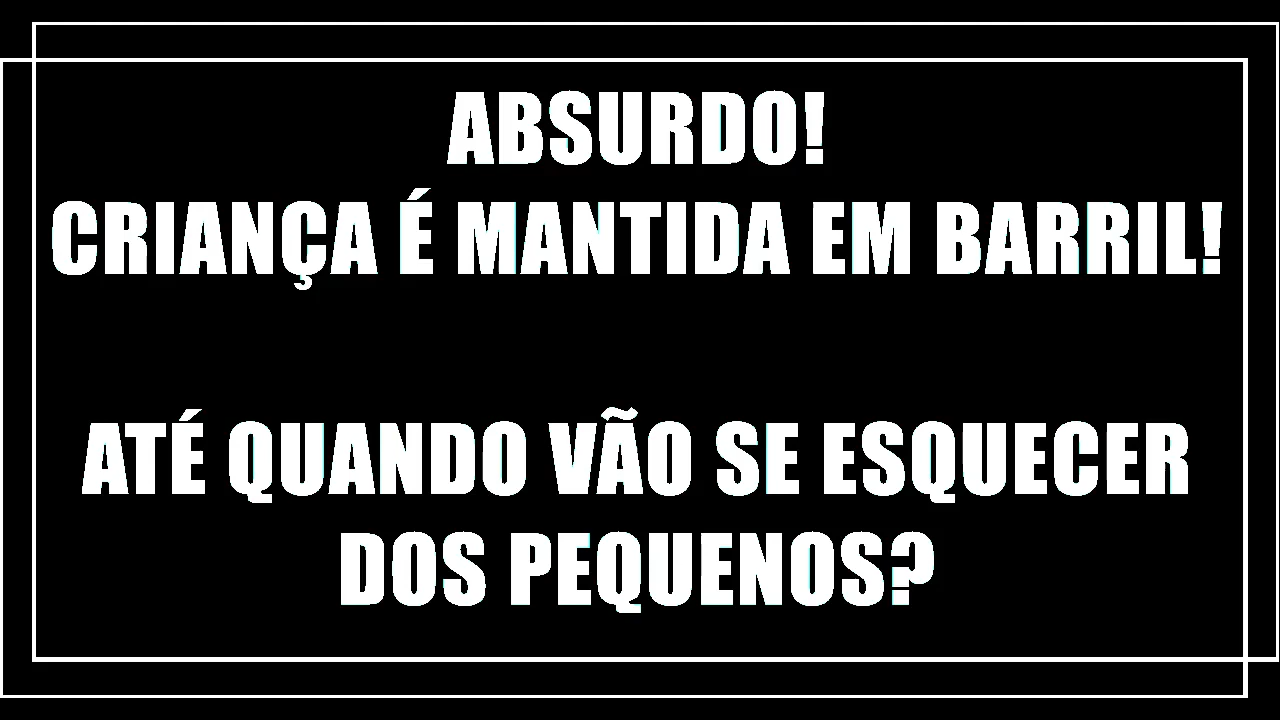 ABSURDO!
CRIANÇA É MANTIDA EM BARRIL!
ATÉ QUANDO VÃO SE ESQUECER
DOS PEQUENOS?